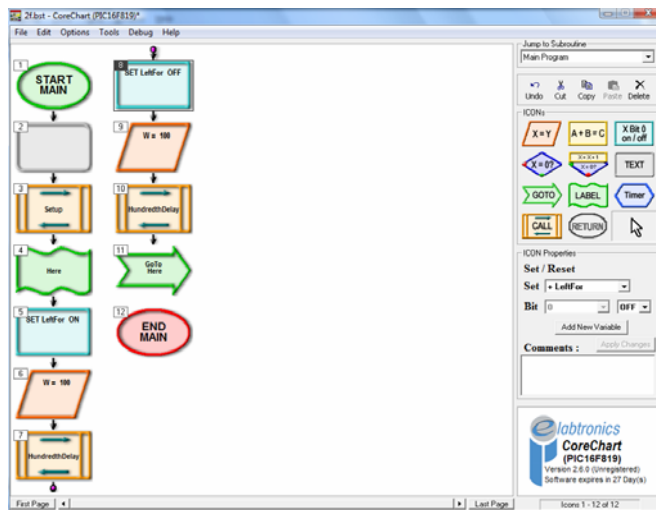 2f.bst - CoreChart (PIC16F819)*
File Edit Options Tools Debug Help
1
START
MAIN
2
3
Setup
4
Here
5
SET LeftFor ON
6
W = 100
7
HundredthDelay
8
SET LeftFor OFF
9
W = 100
10
HundredthDelay
11
GoTo
Here
12
END
MAIN
Jump to Subroutine
Main Program
Undo Cut Copy Paste Delete
ICONs
X = Y
A + B = C
X Bit 0
on / off
X = 0?
TEXT
GOTO
LABEL
Timer
CALL
RETURN
ICON Properties
Set / Reset
Set + LeftFor
Bit 0 OFF
Add New Variable
Comments :
Apply Changes
elabtronics
CoreChart
(PIC16F819)
Version 2.6.0 (Unregistered)
Software expires in 27 Day(s)
First Page
Last Page
Icons 1 - 12 of 12